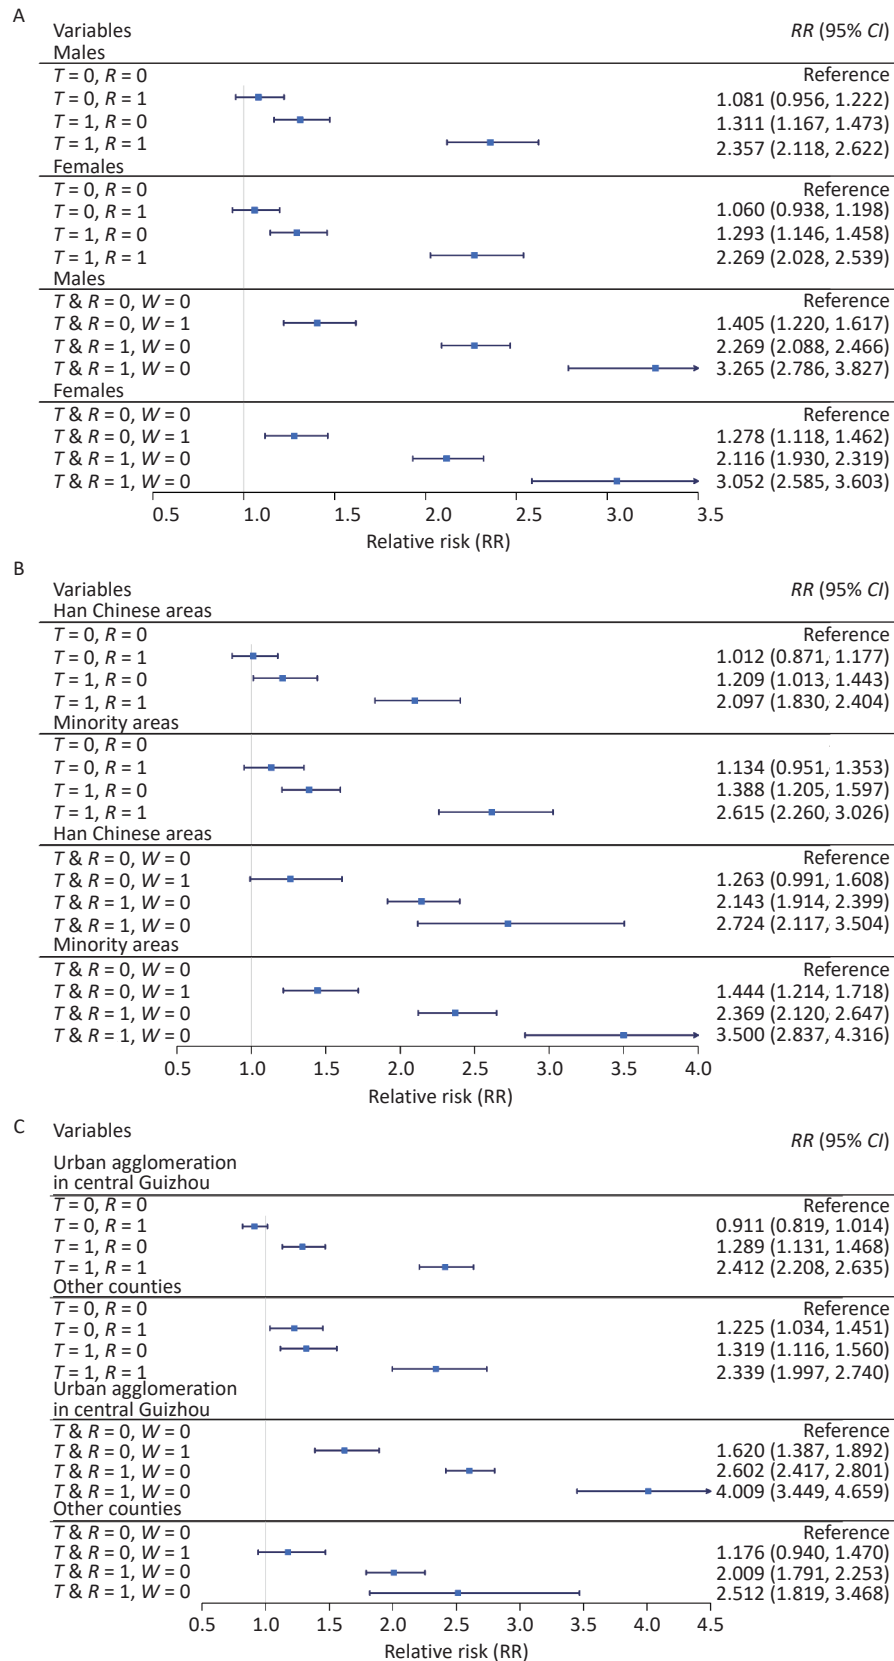 A
Variables RR (95% CI)
Males
T = 0, R = 0 Reference
T = 0, R = 1 1.081 (0.956, 1.222)
T = 1, R = 0 1.311 (1.167, 1.473)
T = 1, R = 1 2.357 (2.118, 2.622)
Females
T = 0, R = 0 Reference
T = 0, R = 1 1.060 (0.938, 1.198)
T = 1, R = 0 1.293 (1.146, 1.458)
T = 1, R = 1 2.269 (2.028, 2.539)
Males
T & R = 0, W = 0 Reference
T & R = 0, W = 1 1.405 (1.220, 1.617)
T & R = 1, W = 0 2.269 (2.088, 2.466)
T & R = 1, W = 0 3.265 (2.786, 3.827)
Females
T & R = 0, W = 0 Reference
T & R = 0, W = 1 1.278 (1.118, 1.462)
T & R = 1, W = 0 2.116 (1.930, 2.319)
T & R = 1, W = 0 3.052 (2.585, 3.603)
0.5 1.0 1.5 2.0 2.5 3.0 3.5
Relative risk (RR)
B
Variables RR (95% CI)
Han Chinese areas
T = 0, R = 0 Reference
T = 0, R = 1 1.012 (0.871, 1.177)
T = 1, R = 0 1.209 (1.013, 1.443)
T = 1, R = 1 2.097 (1.830, 2.404)
Minority areas
T = 0, R = 0
T = 0, R = 1 1.134 (0.951, 1.353)
T = 1, R = 0 1.388 (1.205, 1.597)
T = 1, R = 1 2.615 (2.260, 3.026)
Han Chinese areas
T & R = 0, W = 0 Reference
T & R = 0, W = 1 1.263 (0.991, 1.608)
T & R = 1, W = 0 2.143 (1.914, 2.399)
T & R = 1, W = 0 2.724 (2.117, 3.504)
Minority areas
T & R = 0, W = 0 Reference
T & R = 0, W = 1 1.444 (1.214, 1.718)
T & R = 1, W = 0 2.369 (2.120, 2.647)
T & R = 1, W = 0 3.500 (2.837, 4.316)
0.5 1.0 1.5 2.0 2.5 3.0 3.5 4.0
Relative risk (RR)
C
Variables RR (95% CI)
Urban agglomeration
in central Guizhou
T = 0, R = 0 Reference
T = 0, R = 1 0.911 (0.819, 1.014)
T = 1, R = 0 1.289 (1.131, 1.468)
T = 1, R = 1 2.412 (2.208, 2.635)
Other counties
T = 0, R = 0 Reference
T = 0, R = 1 1.225 (1.034, 1.451)
T = 1, R = 0 1.319 (1.116, 1.560)
T = 1, R = 1 2.339 (1.997, 2.740)
Urban agglomeration
in central Guizhou
T & R = 0, W = 0 Reference
T & R = 0, W = 1 1.620 (1.387, 1.892)
T & R = 1, W = 0 2.602 (2.417, 2.801)
T & R = 1, W = 0 4.009 (3.449, 4.659)
Other counties
T & R = 0, W = 0 Reference
T & R = 0, W = 1 1.176 (0.940, 1.470)
T & R = 1, W = 0 2.009 (1.791, 2.253)
T & R = 1, W = 0 2.512 (1.819, 3.468)
0.5 1.0 1.5 2.0 2.5 3.0 3.5 4.0 4.5
Relative risk (RR)